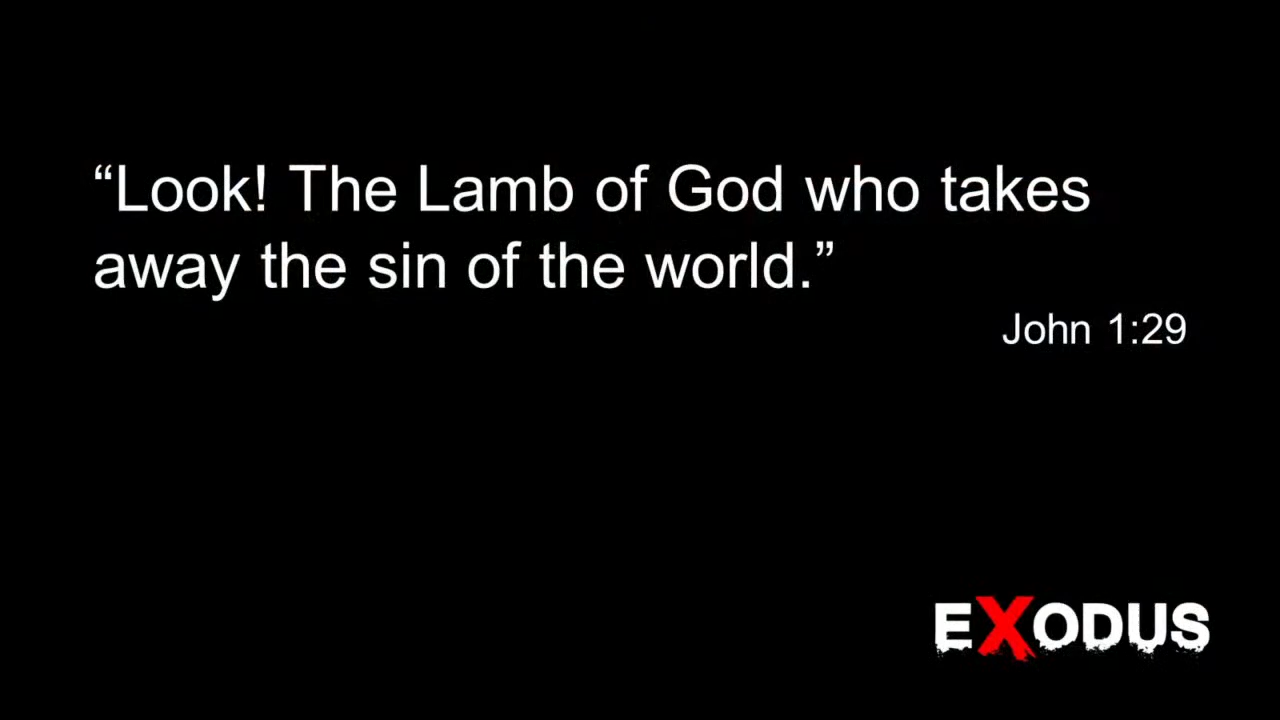 “Look! The Lamb of God who takes
away the sin of the world.”
John 1:29
EXODUS